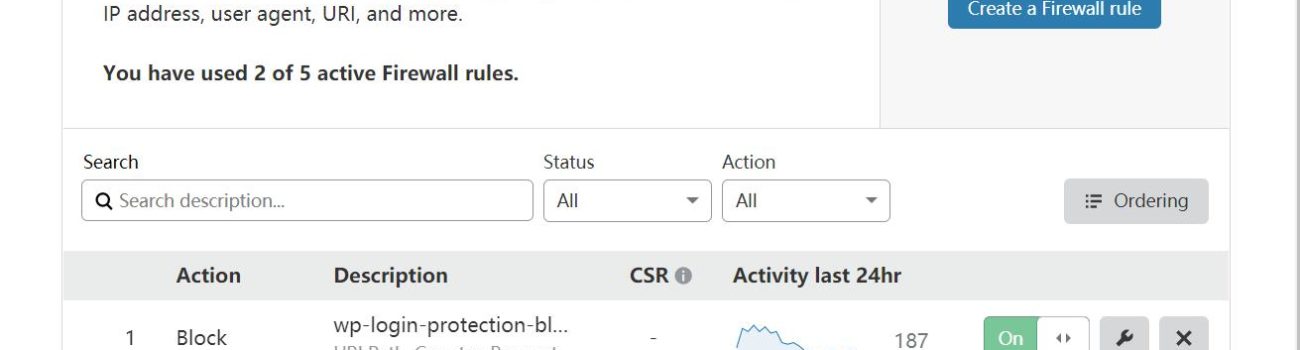 IP address, user agent, URI, and more.
Create a Firewall rule
You have used 2 of 5 active Firewall rules.
Search
Status
Action
Search description...
All
All
Ordering
Action
Description
CSR
Activity last 24hr
1
Block
wp-login-protection-bl...
-
187
On